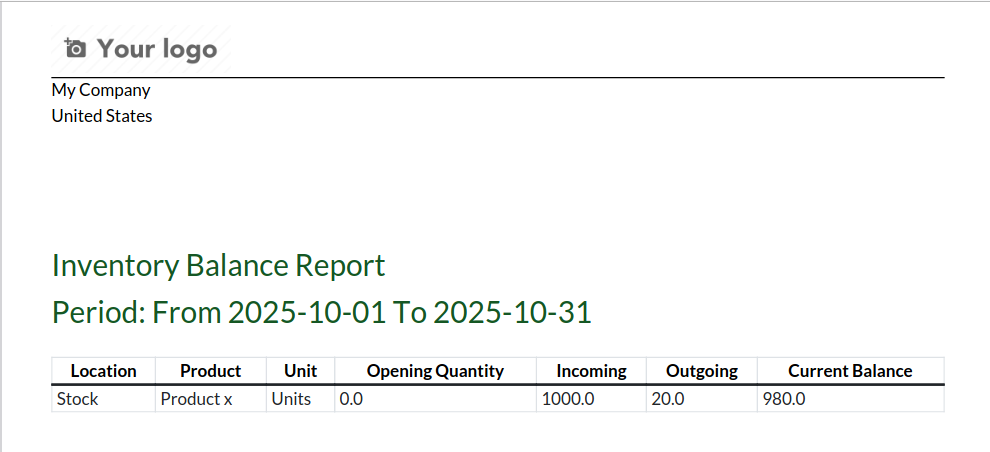 Your logo
My Company
United States
Inventory Balance Report
Period: From 2025-10-01 To 2025-10-31
Location Product Unit Opening Quantity Incoming Outgoing Current Balance
Stock Product x Units 0.0 1000.0 20.0 980.0